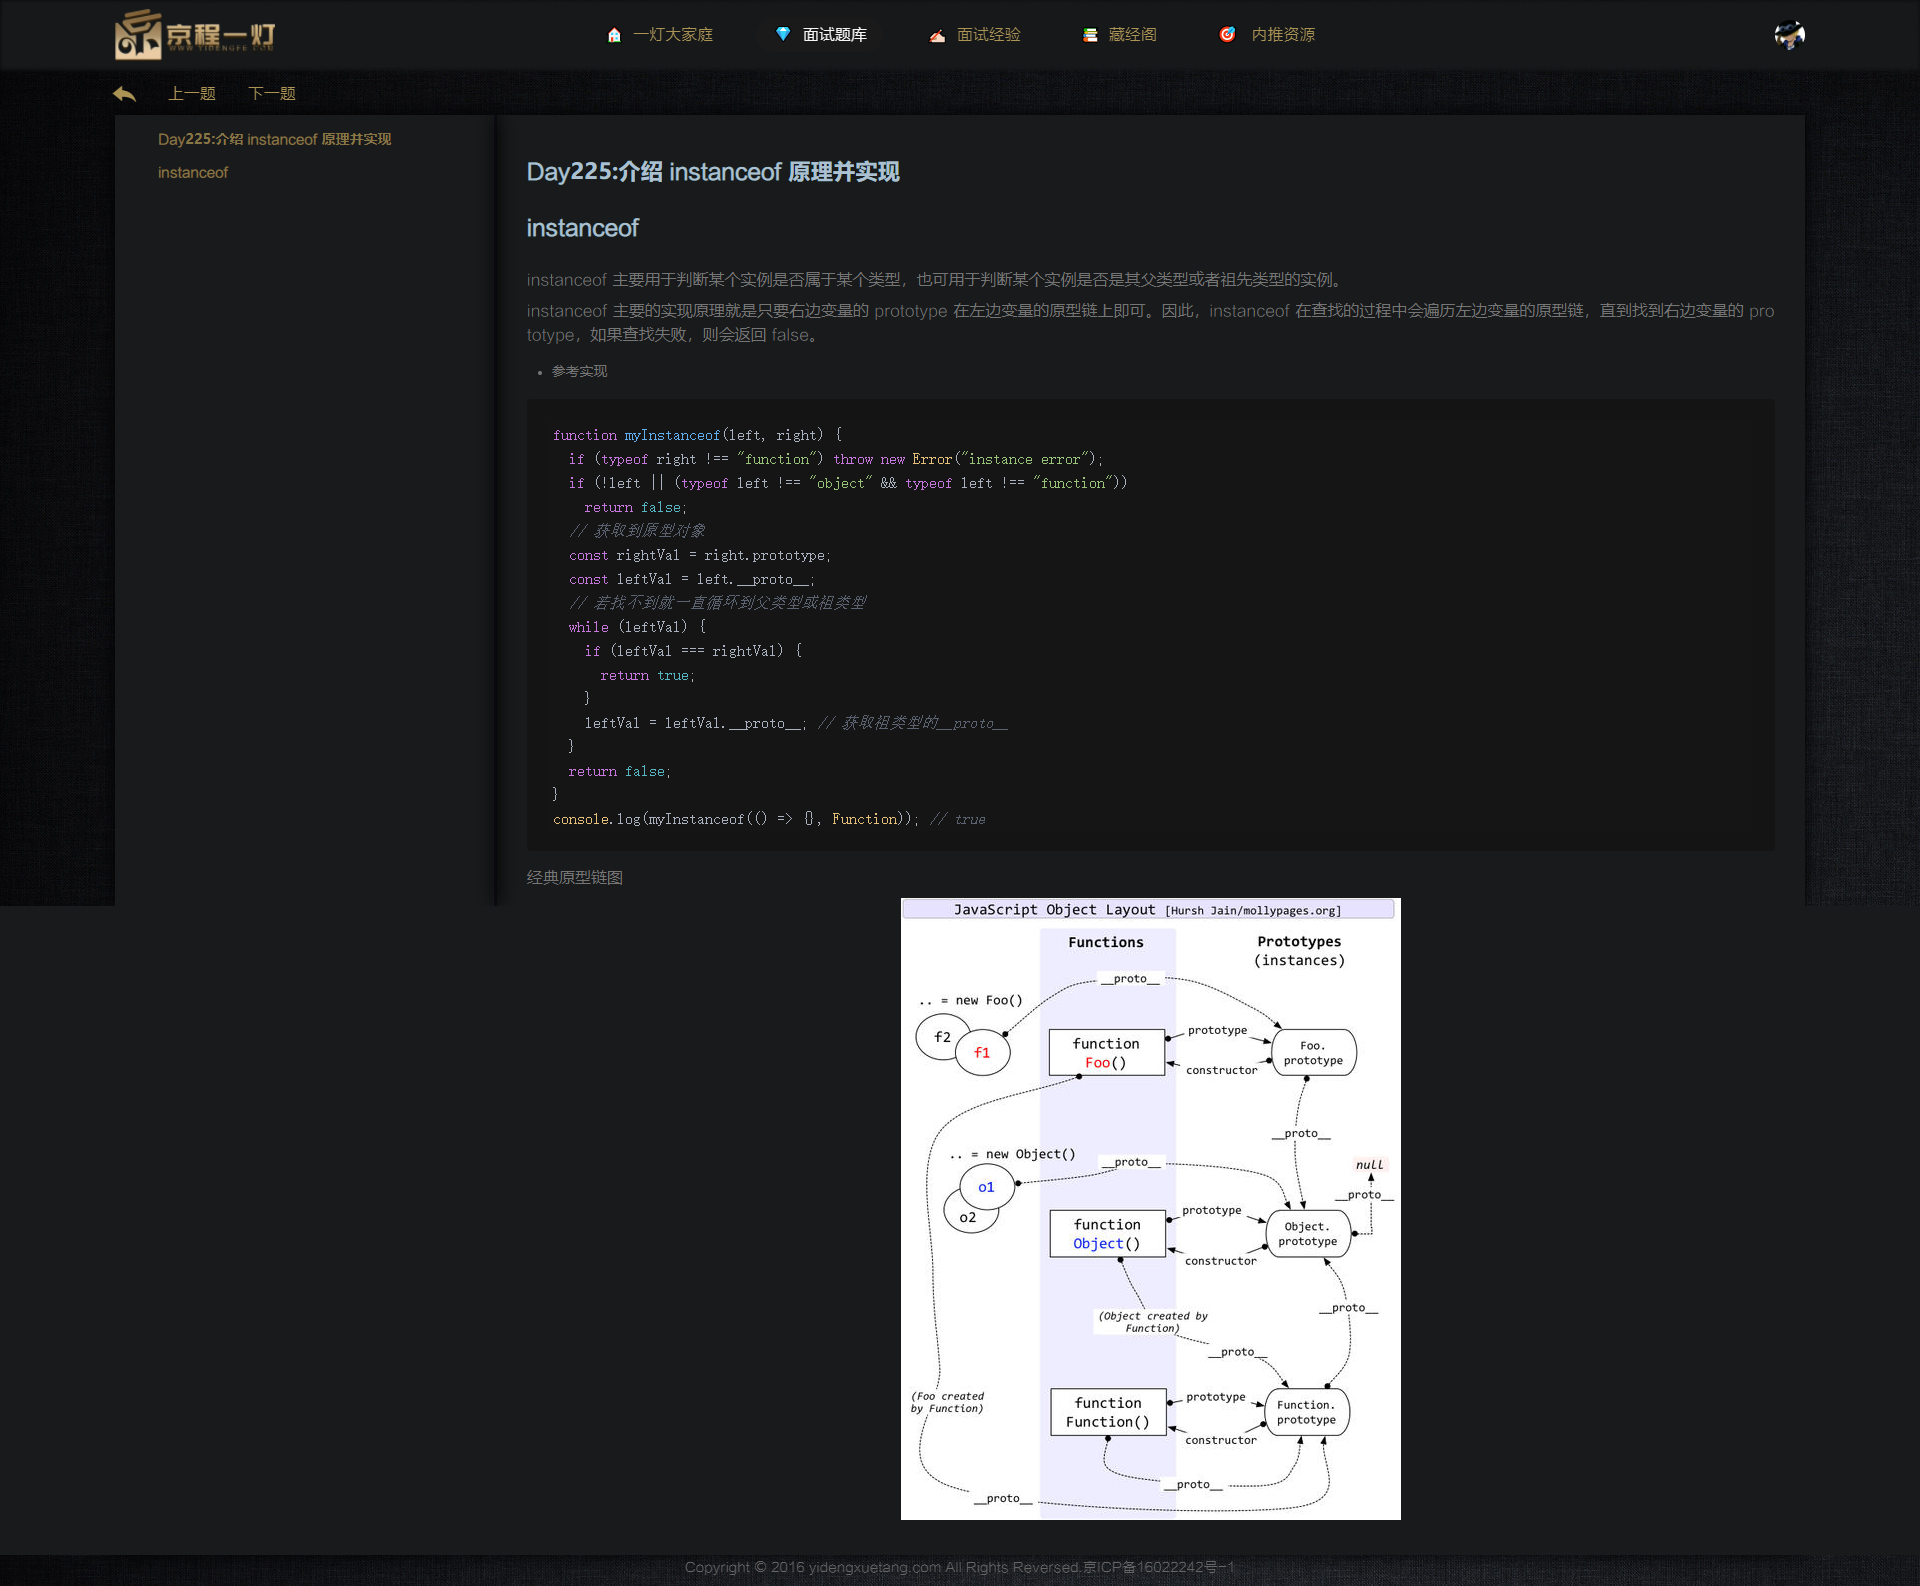 京程一灯
WWW.YIDENGFE.COM
一灯大家庭
面试题库
面试经验
藏经阁
内推资源
上一题
下一题
Day225:介绍 instanceof 原理并实现
instanceof
Day225:介绍 instanceof 原理并实现
instanceof
instanceof 主要用于判断某个实例是否属于某个类型，也可用于判断某个实例是否是其父类型或者祖先类型的实例。
instanceof 主要的实现原理就是只要右边变量的 prototype 在左边变量的原型链上即可。因此，instanceof 在查找的过程中会遍历左边变量的原型链，直到找到右边变量的 pro
totype，如果查找失败，则会返回 false。
• 参考实现
function myInstanceof(left, right) {
  if (typeof right !== "function") throw new Error("instance error");
  if (!left || (typeof left !== "object" && typeof left !== "function"))
    return false;
  // 获取到原型对象
  const rightVal = right.prototype;
  const leftVal = left.__proto__;
  // 若找不到就一直循环到父类型或祖类型
  while (leftVal) {
    if (leftVal === rightVal) {
      return true;
    }
    leftVal = leftVal.__proto__; // 获取祖类型的__proto__
  }
  return false;
}
console.log(myInstanceof(() => {}, Function)); // true
经典原型链图
JavaScript Object Layout [Hursh Jain/mollypages.org]
Functions
Prototypes
(instances)
__proto__
.. = new Foo()
f2
f1
function
Foo()
prototype
constructor
Foo.
prototype
__proto__
.. = new Object()
__proto__
null
__proto__
o1
o2
function
Object()
prototype
constructor
Object.
prototype
(Object created by
Function)
__proto__
__proto__
(Foo created
by Function)
function
Function()
prototype
constructor
Function.
prototype
__proto__
__proto__
Copyright © 2016 yidengxuetang.com All Rights Reversed.京ICP备16022242号-1